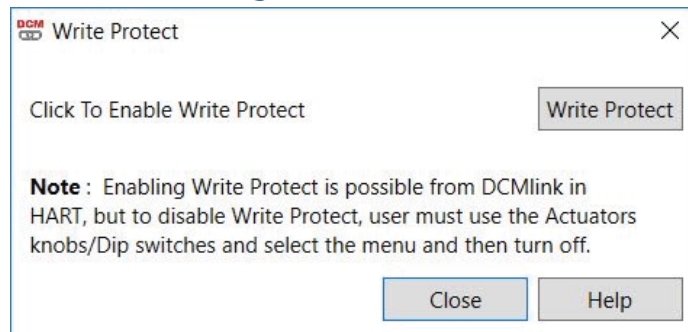 DCM Write Protect
Click To Enable Write Protect Write Protect
Note : Enabling Write Protect is possible from DCMlink in
HART, but to disable Write Protect, user must use the Actuators
knobs/Dip switches and select the menu and then turn off.
Close Help